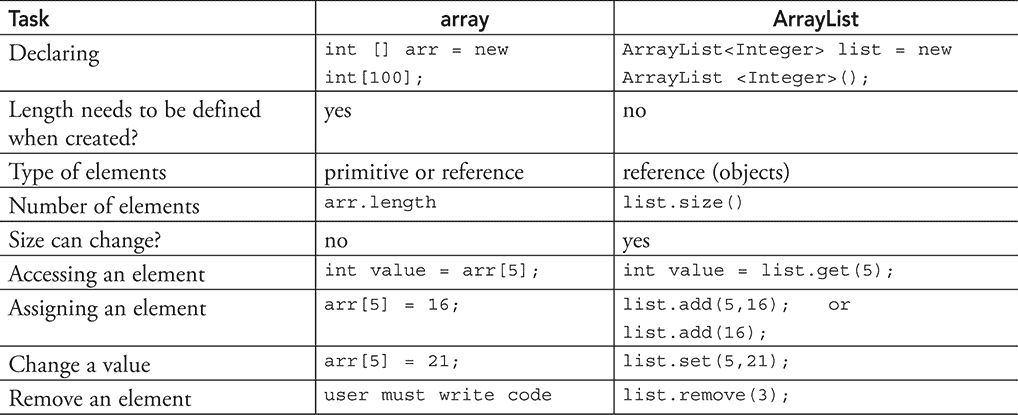 Task array ArrayList
Declaring int [] arr = new ArrayList<Integer> list = new
int[100]; ArrayList <Integer>();
Length needs to be defined yes no
when created?
Type of elements primitive or reference reference (objects)
Number of elements arr.length list.size()
Size can change? no yes
Accessing an element int value = arr[5]; int value = list.get(5);
Assigning an element arr[5] = 16; list.add(5,16); or
list.add(16);
Change a value arr[5] = 21; list.set(5,21);
Remove an element user must write code list.remove(3);